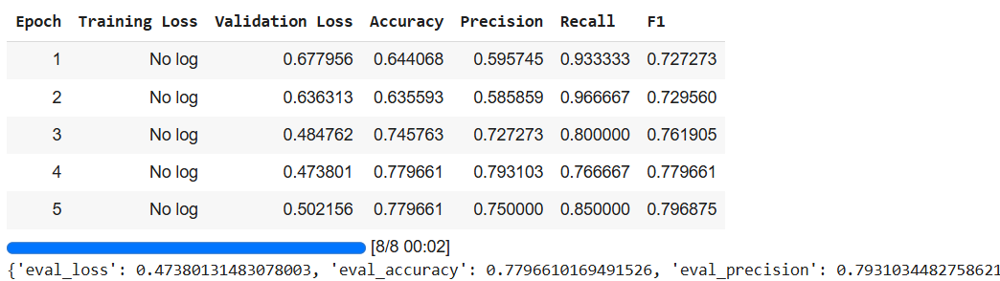 Epoch Training Loss Validation Loss Accuracy Precision Recall F1
1 No log 0.677956 0.644068 0.595745 0.933333 0.727273
2 No log 0.636313 0.635593 0.585859 0.966667 0.729560
3 No log 0.484762 0.745763 0.727273 0.800000 0.761905
4 No log 0.473801 0.779661 0.793103 0.766667 0.779661
5 No log 0.502156 0.779661 0.750000 0.850000 0.796875
[8/8 00:02]
{'eval_loss': 0.47380131483078003, 'eval_accuracy': 0.7796610169491526, 'eval_precision': 0.7931034482758621